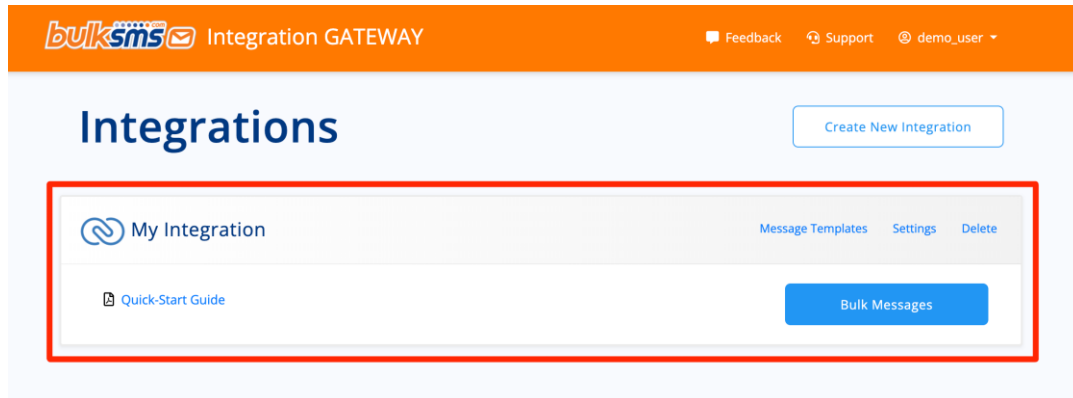 bulksms.com Integration GATEWAY
Feedback Support demo_user
Integrations
Create New Integration
My Integration
Message Templates Settings Delete
Quick-Start Guide
Bulk Messages